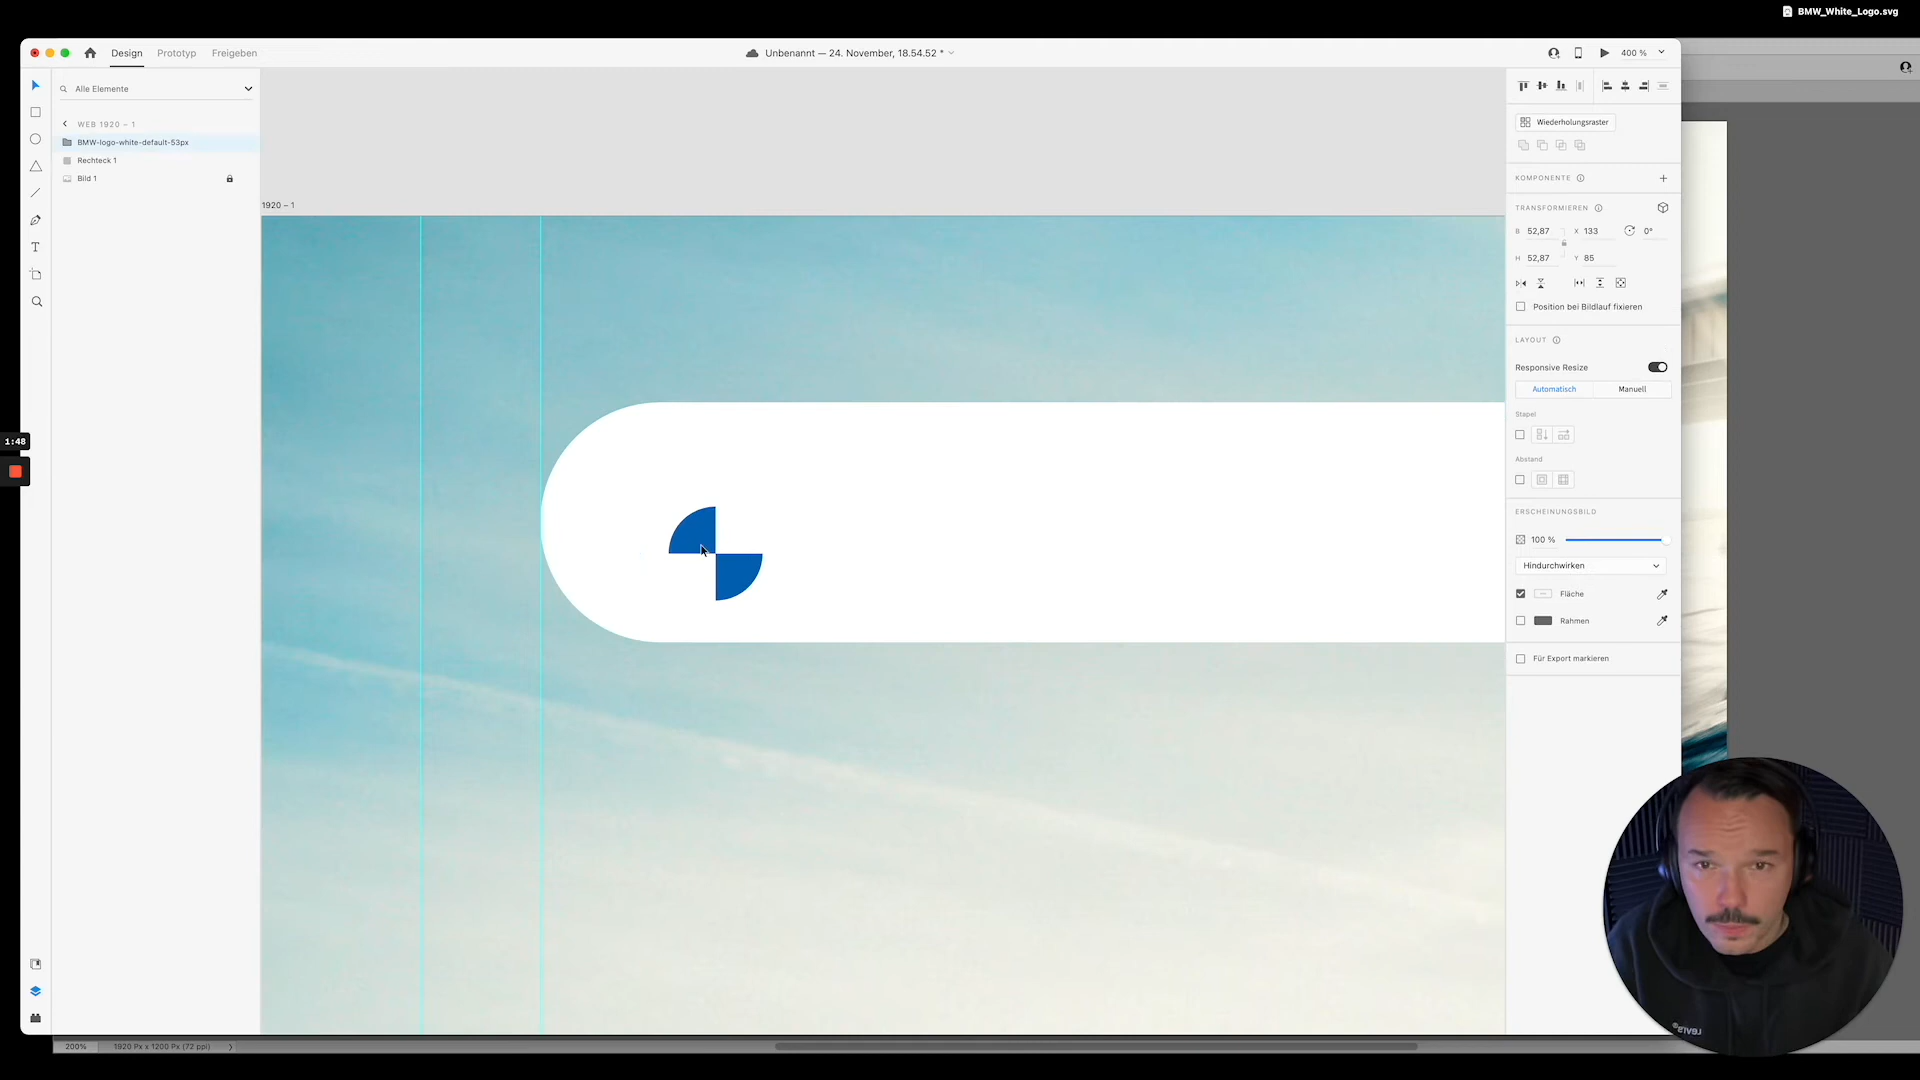 BMW_White_Logo.svg
Design
Prototyp
Freigeben
Unbenannt — 24. November, 18.54.52 *
400 %
Alle Elemente
WEB 1920 – 1
BMW-logo-white-default-53px
Rechteck 1
Bild 1
1920 – 1
Wiederholungsraster
KOMPONENTE
TRANSFORMIEREN
B 52,87 X 133 0°
H 52,87 Y 85
Position bei Bildlauf fixieren
LAYOUT
Responsive Resize
Automatisch Manuell
Stapel
Abstand
ERSCHEINUNGSBILD
100 %
Hindurchwirken
Fläche
Rahmen
Für Export markieren
1:48
LEVI'S®
200% 1920 Px x 1200 Px (72 ppi)